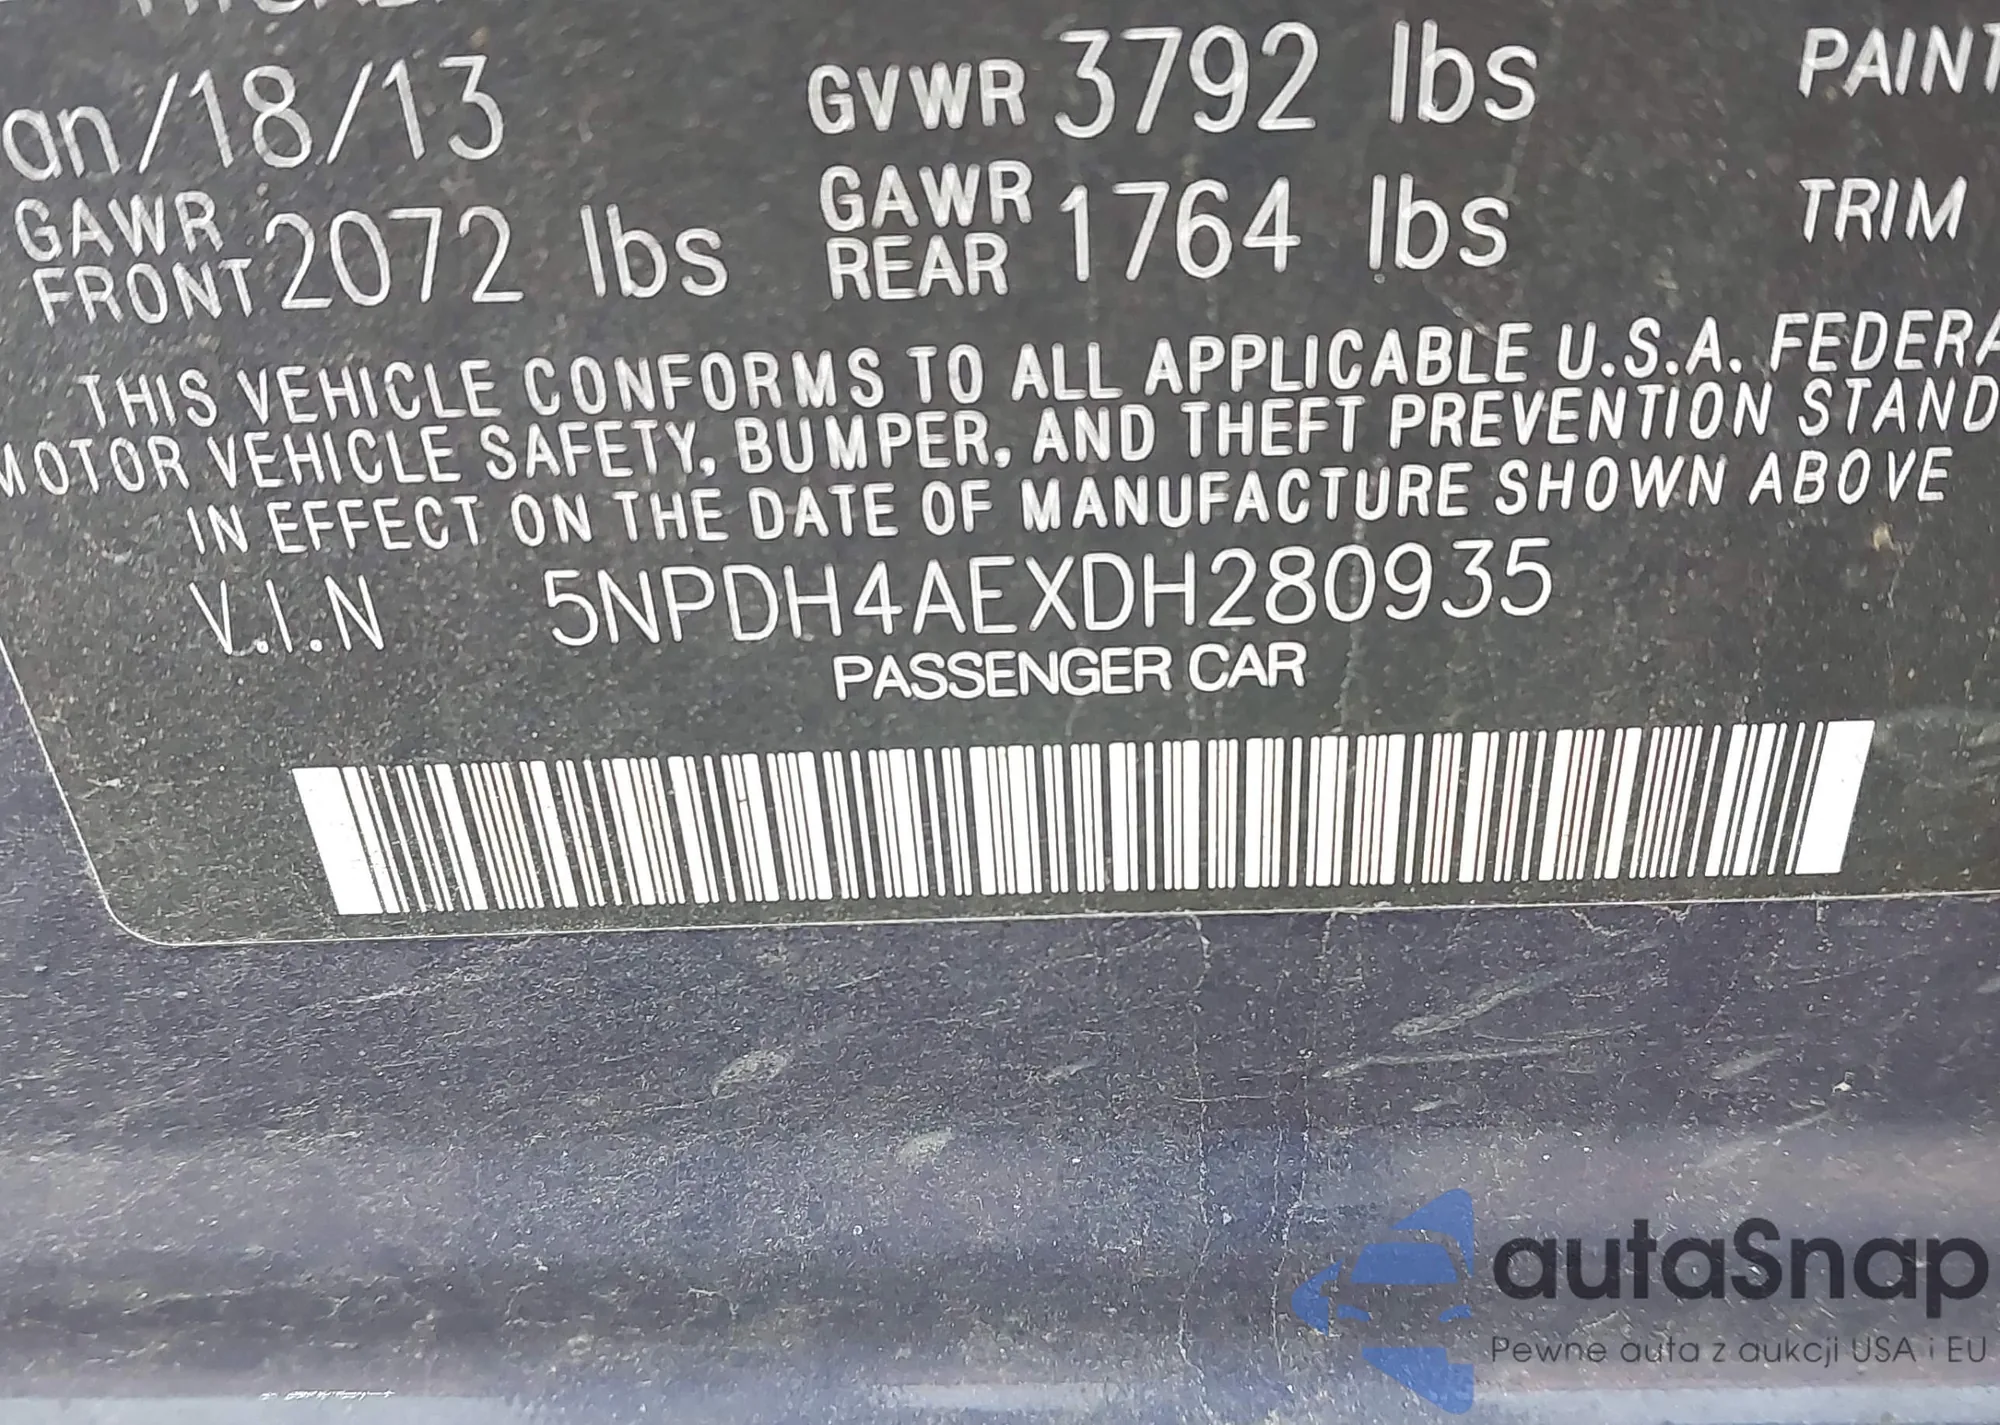 an/18/13 GVWR 3792 lbs PAINT
GAWR FRONT 2072 lbs GAWR REAR 1764 lbs TRIM
THIS VEHICLE CONFORMS TO ALL APPLICABLE U.S.A. FEDERA
MOTOR VEHICLE SAFETY, BUMPER, AND THEFT PREVENTION STAND
IN EFFECT ON THE DATE OF MANUFACTURE SHOWN ABOVE
V.I.N 5NPDH4AEXDH280935
PASSENGER CAR
autaSnap
Pewne auta z aukcji USA i EU